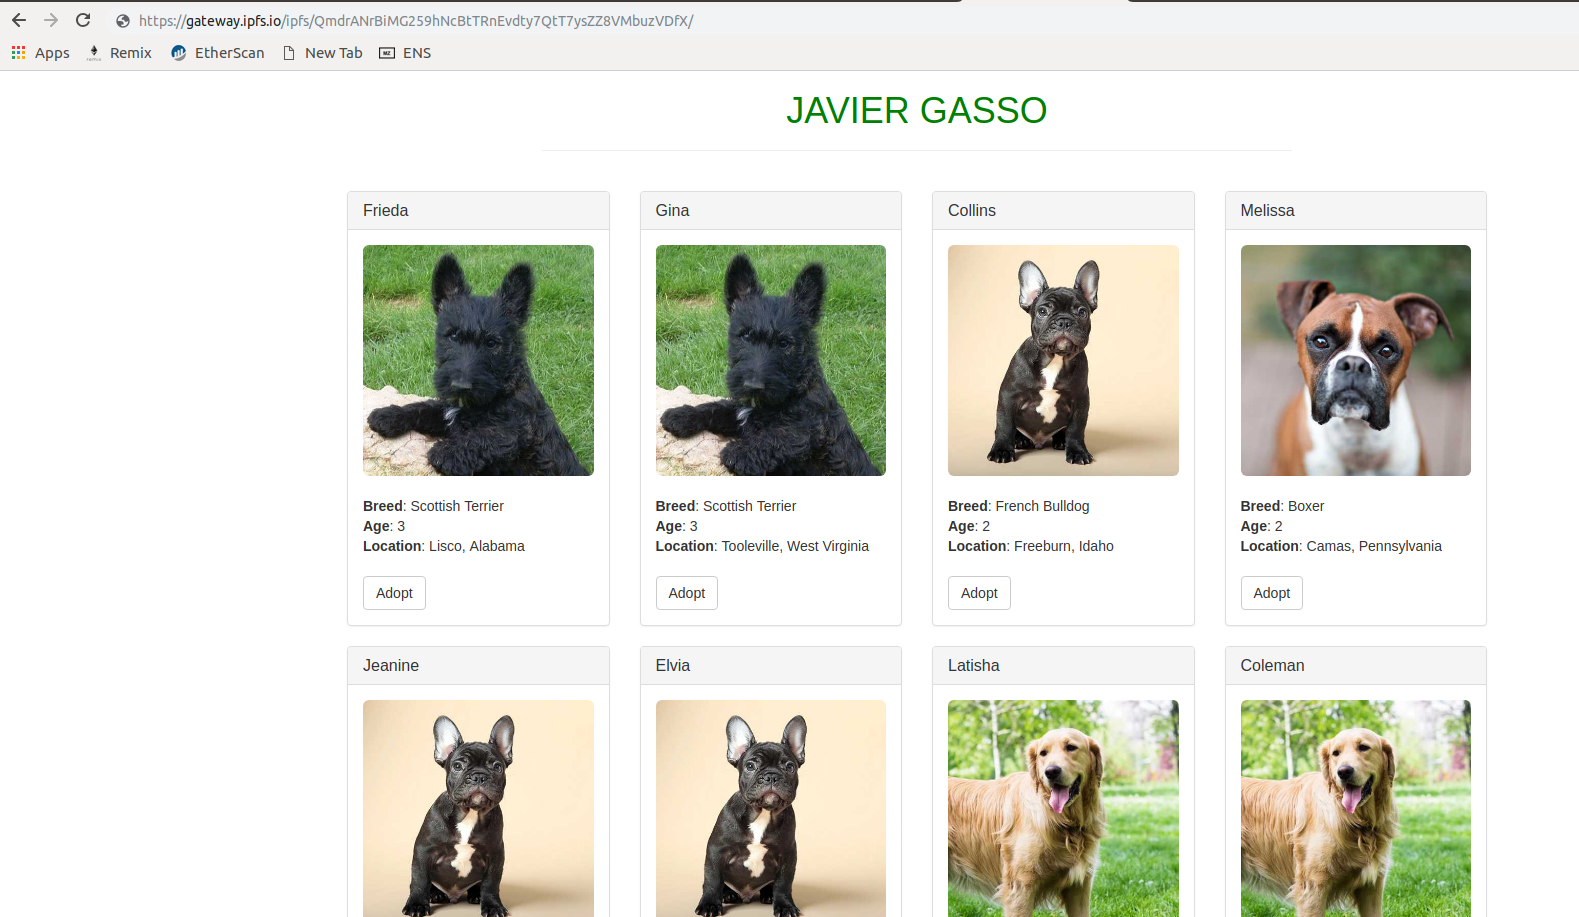 https://gateway.ipfs.io/ipfs/QmdrANrBiMG259hNcBtTRnEvdty7QtT7ysZZ8VMbuzVDfX/
Apps Remix EtherScan New Tab ENS
JAVIER GASSO
Frieda Gina Collins Melissa
Breed: Scottish Terrier Breed: Scottish Terrier Breed: French Bulldog Breed: Boxer
Age: 3 Age: 3 Age: 2 Age: 2
Location: Lisco, Alabama Location: Tooleville, West Virginia Location: Freeburn, Idaho Location: Camas, Pennsylvania
Adopt Adopt Adopt Adopt
Jeanine Elvia Latisha Coleman